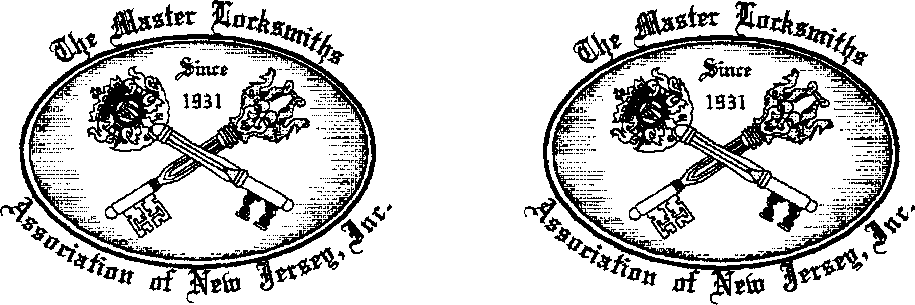 The Master Locksmiths
Since
1931
Association of New Jersey, Inc.
The Master Locksmiths
Since
1931
Association of New Jersey, Inc.